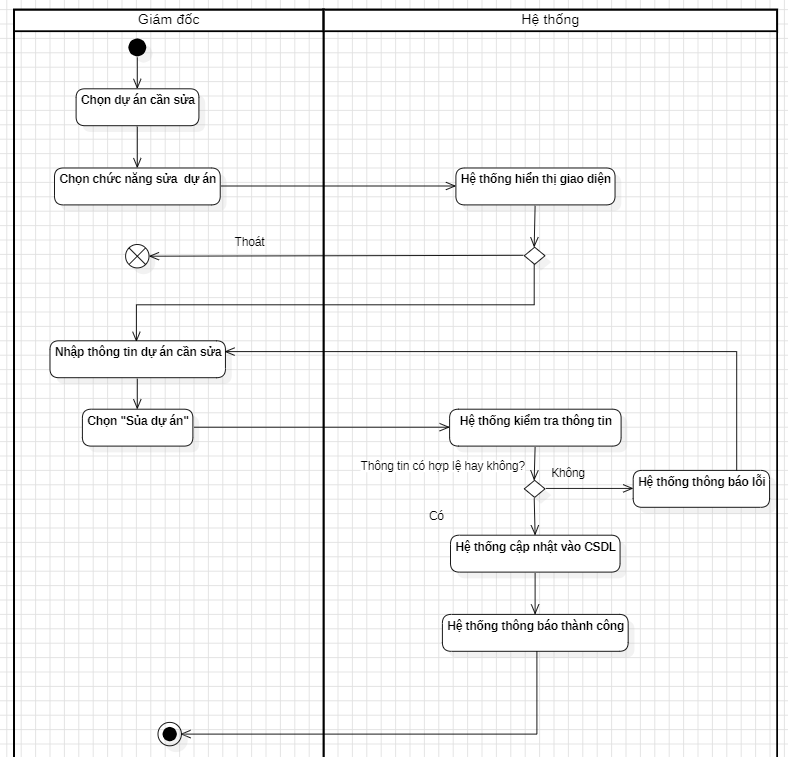 Giám đốc
Hệ thống
Chọn dự án cần sửa
Chọn chức năng sửa dự án
Hệ thống hiển thị giao diện
Thoát
Nhập thông tin dự án cần sửa
Chọn "Sủa dự án"
Hệ thống kiểm tra thông tin
Thông tin có hợp lệ hay không?
Không
Hệ thống thông báo lỗi
Có
Hệ thống cập nhật vào CSDL
Hệ thống thông báo thành công